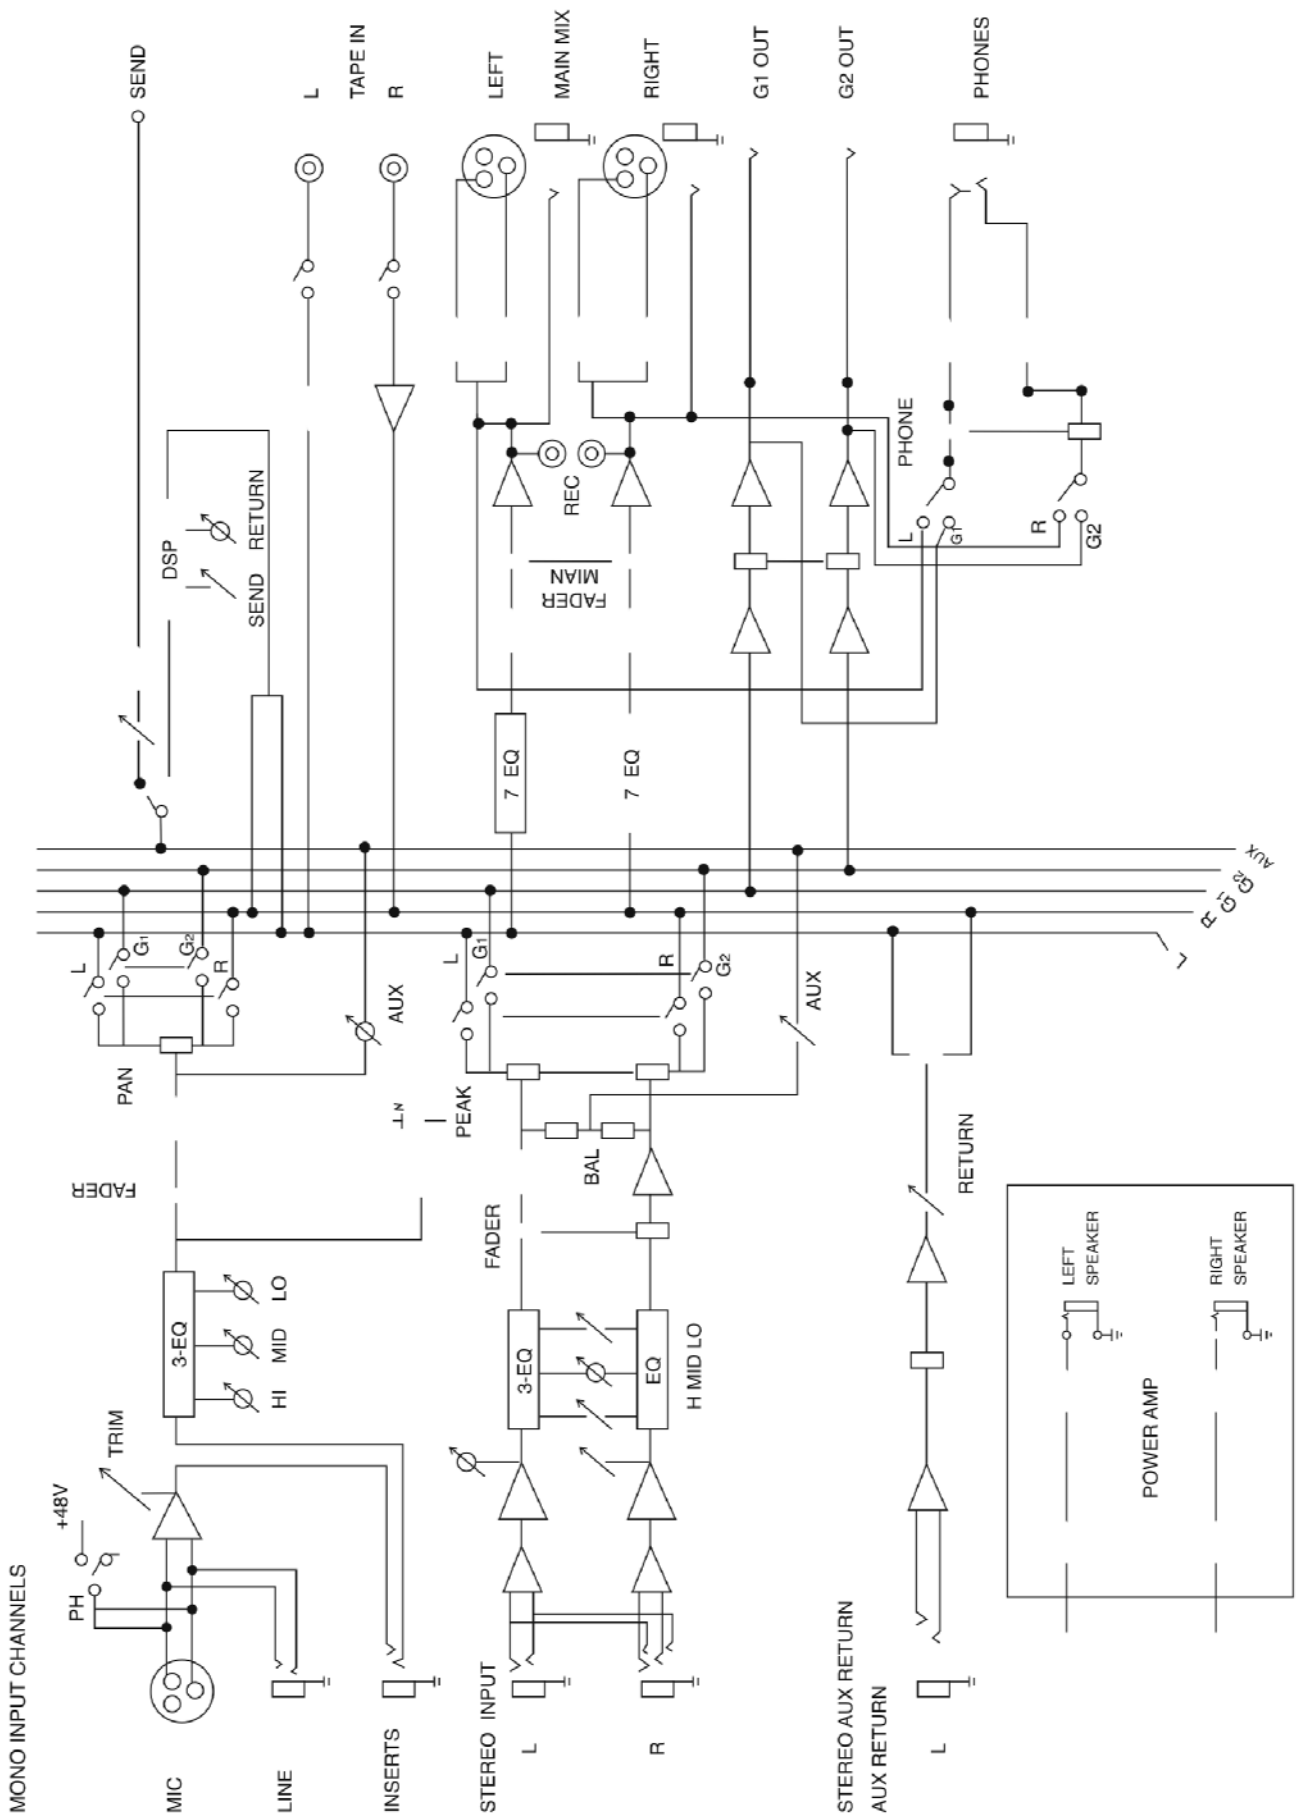 MONO INPUT CHANNELS
MIC
LINE
INSERTS
PH
+48V
TRIM
3-EQ
HI
MID
LO
FADER
PAN
L
G1
G2
R
AUX
N
PEAK
STEREO INPUT
L
R
3-EQ
EQ
H MID LO
FADER
BAL
L
G1
R
G2
AUX
STEREO AUX RETURN
AUX RETURN
L
RETURN
POWER AMP
LEFT
SPEAKER
RIGHT
SPEAKER
L
R
G1
G2
AUX
SEND
DSP
SEND
RETURN
L
TAPE IN
R
7 EQ
7 EQ
FADER
MIAN
REC
LEFT
MAIN MIX
RIGHT
G1 OUT
G2 OUT
PHONE
L
G1
R
G2
PHONES